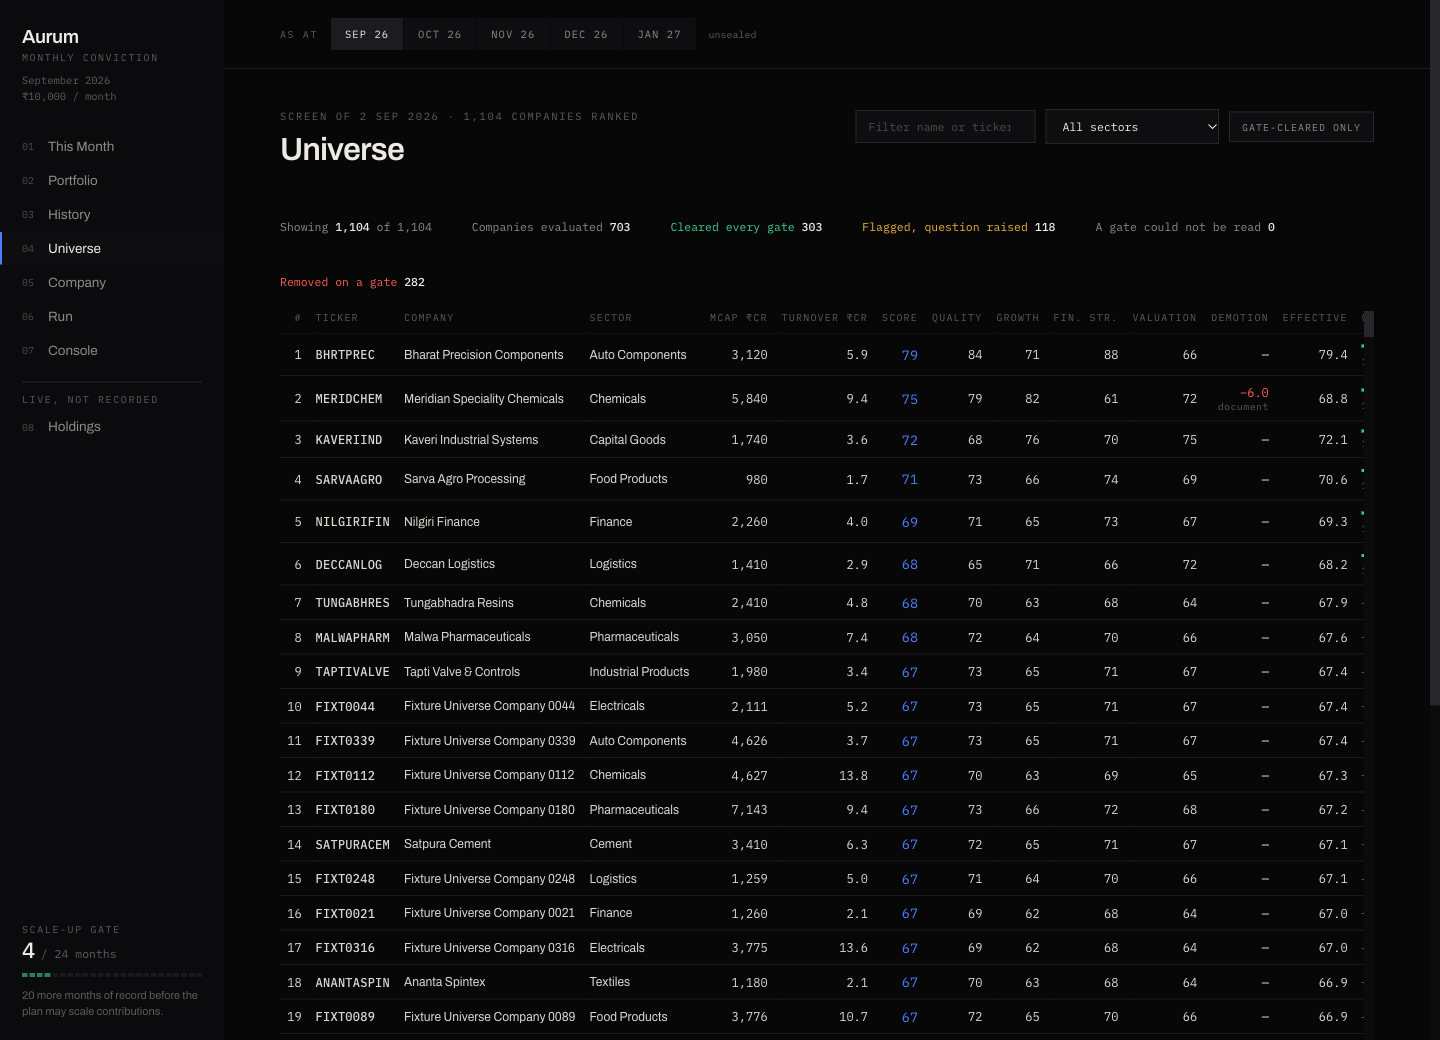 Aurum
MONTHLY CONVICTION
September 2026
₹10,000 / month
01 This Month
02 Portfolio
03 History
04 Universe
05 Company
06 Run
07 Console
LIVE, NOT RECORDED
08 Holdings
SCALE-UP GATE
4 / 24 months
20 more months of record before the
plan may scale contributions.
AS AT SEP 26 OCT 26 NOV 26 DEC 26 JAN 27 unsealed
SCREEN OF 2 SEP 2026 · 1,104 COMPANIES RANKED
Universe
Filter name or ticker All sectors GATE-CLEARED ONLY
Showing 1,104 of 1,104 Companies evaluated 703 Cleared every gate 303 Flagged, question raised 118 A gate could not be read 0
Removed on a gate 282
# TICKER COMPANY SECTOR MCAP ₹CR TURNOVER ₹CR SCORE QUALITY GROWTH FIN. STR. VALUATION DEMOTION EFFECTIVE
1 BHRTPREC Bharat Precision Components Auto Components 3,120 5.9 79 84 71 88 66 — 79.4
2 MERIDCHEM Meridian Speciality Chemicals Chemicals 5,840 9.4 75 79 82 61 72 −6.0 document 68.8
3 KAVERIIND Kaveri Industrial Systems Capital Goods 1,740 3.6 72 68 76 70 75 — 72.1
4 SARVAAGRO Sarva Agro Processing Food Products 980 1.7 71 73 66 74 69 — 70.6
5 NILGIRIFIN Nilgiri Finance Finance 2,260 4.0 69 71 65 73 67 — 69.3
6 DECCANLOG Deccan Logistics Logistics 1,410 2.9 68 65 71 66 72 — 68.2
7 TUNGABHRES Tungabhadra Resins Chemicals 2,410 4.8 68 70 63 68 64 — 67.9
8 MALWAPHARM Malwa Pharmaceuticals Pharmaceuticals 3,050 7.4 68 72 64 70 66 — 67.6
9 TAPTIVALVE Tapti Valve & Controls Industrial Products 1,980 3.4 67 73 65 71 67 — 67.4
10 FIXT0044 Fixture Universe Company 0044 Electricals 2,111 5.2 67 73 65 71 67 — 67.4
11 FIXT0339 Fixture Universe Company 0339 Auto Components 4,626 3.7 67 73 65 71 67 — 67.4
12 FIXT0112 Fixture Universe Company 0112 Chemicals 4,627 13.8 67 70 63 69 65 — 67.3
13 FIXT0180 Fixture Universe Company 0180 Pharmaceuticals 7,143 9.4 67 73 66 72 68 — 67.2
14 SATPURACEM Satpura Cement Cement 3,410 6.3 67 72 65 71 67 — 67.1
15 FIXT0248 Fixture Universe Company 0248 Logistics 1,259 5.0 67 71 64 70 66 — 67.1
16 FIXT0021 Fixture Universe Company 0021 Finance 1,260 2.1 67 69 62 68 64 — 67.0
17 FIXT0316 Fixture Universe Company 0316 Electricals 3,775 13.6 67 69 62 68 64 — 67.0
18 ANANTASPIN Ananta Spintex Textiles 1,180 2.1 67 70 63 68 64 — 66.9
19 FIXT0089 Fixture Universe Company 0089 Food Products 3,776 10.7 67 72 65 70 66 — 66.9